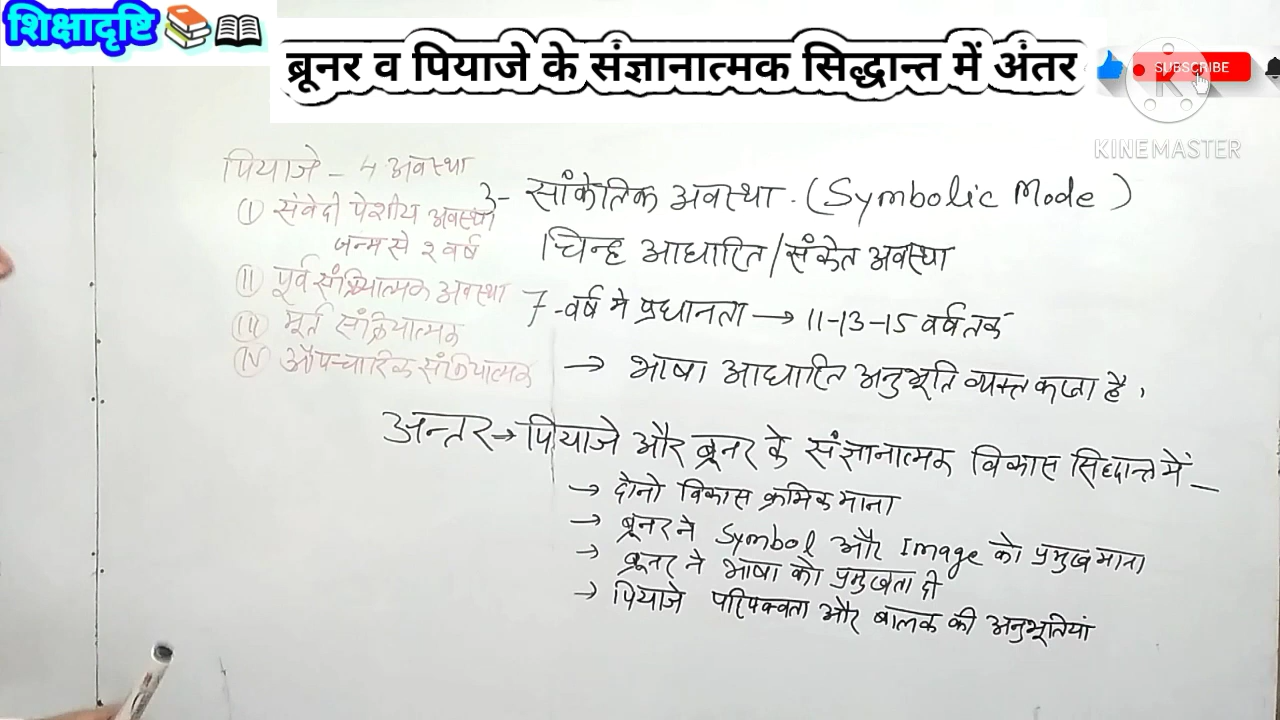 शिक्षादृष्टि
ब्रूनर व पियाजे के संज्ञानात्मक सिद्धान्त में अंतर
SUBSCRIBE
KINEMASTER
पियाजे - 4 अवस्था
(I) संवेदी पेशीय अवस्था
जन्म से २ वर्ष
(II) पूर्व संक्रियात्मक अवस्था
(III) मूर्त संक्रियात्मक
(IV) औपचारिक संक्रियात्मक
3- सांकेतिक अवस्था . (Symbolic Mode)
चिन्ह आधारित/संकेत अवस्था
7-वर्ष मे प्रधानता → 11-13-15 वर्ष तक
→ भाषा आधारित अनुभूति व्यक्त करता है,
अन्तर → पियाजे और ब्रूनर के संज्ञानात्मक विकास सिद्धान्त में -
→ दोनो विकास क्रमिक माना
→ ब्रूनर ने Symbol और Image को प्रमुख माना
→ ब्रूनर ने भाषा को प्रमुखता दी
→ पियाजे परिपक्वता और बालक की अनुभूतियां